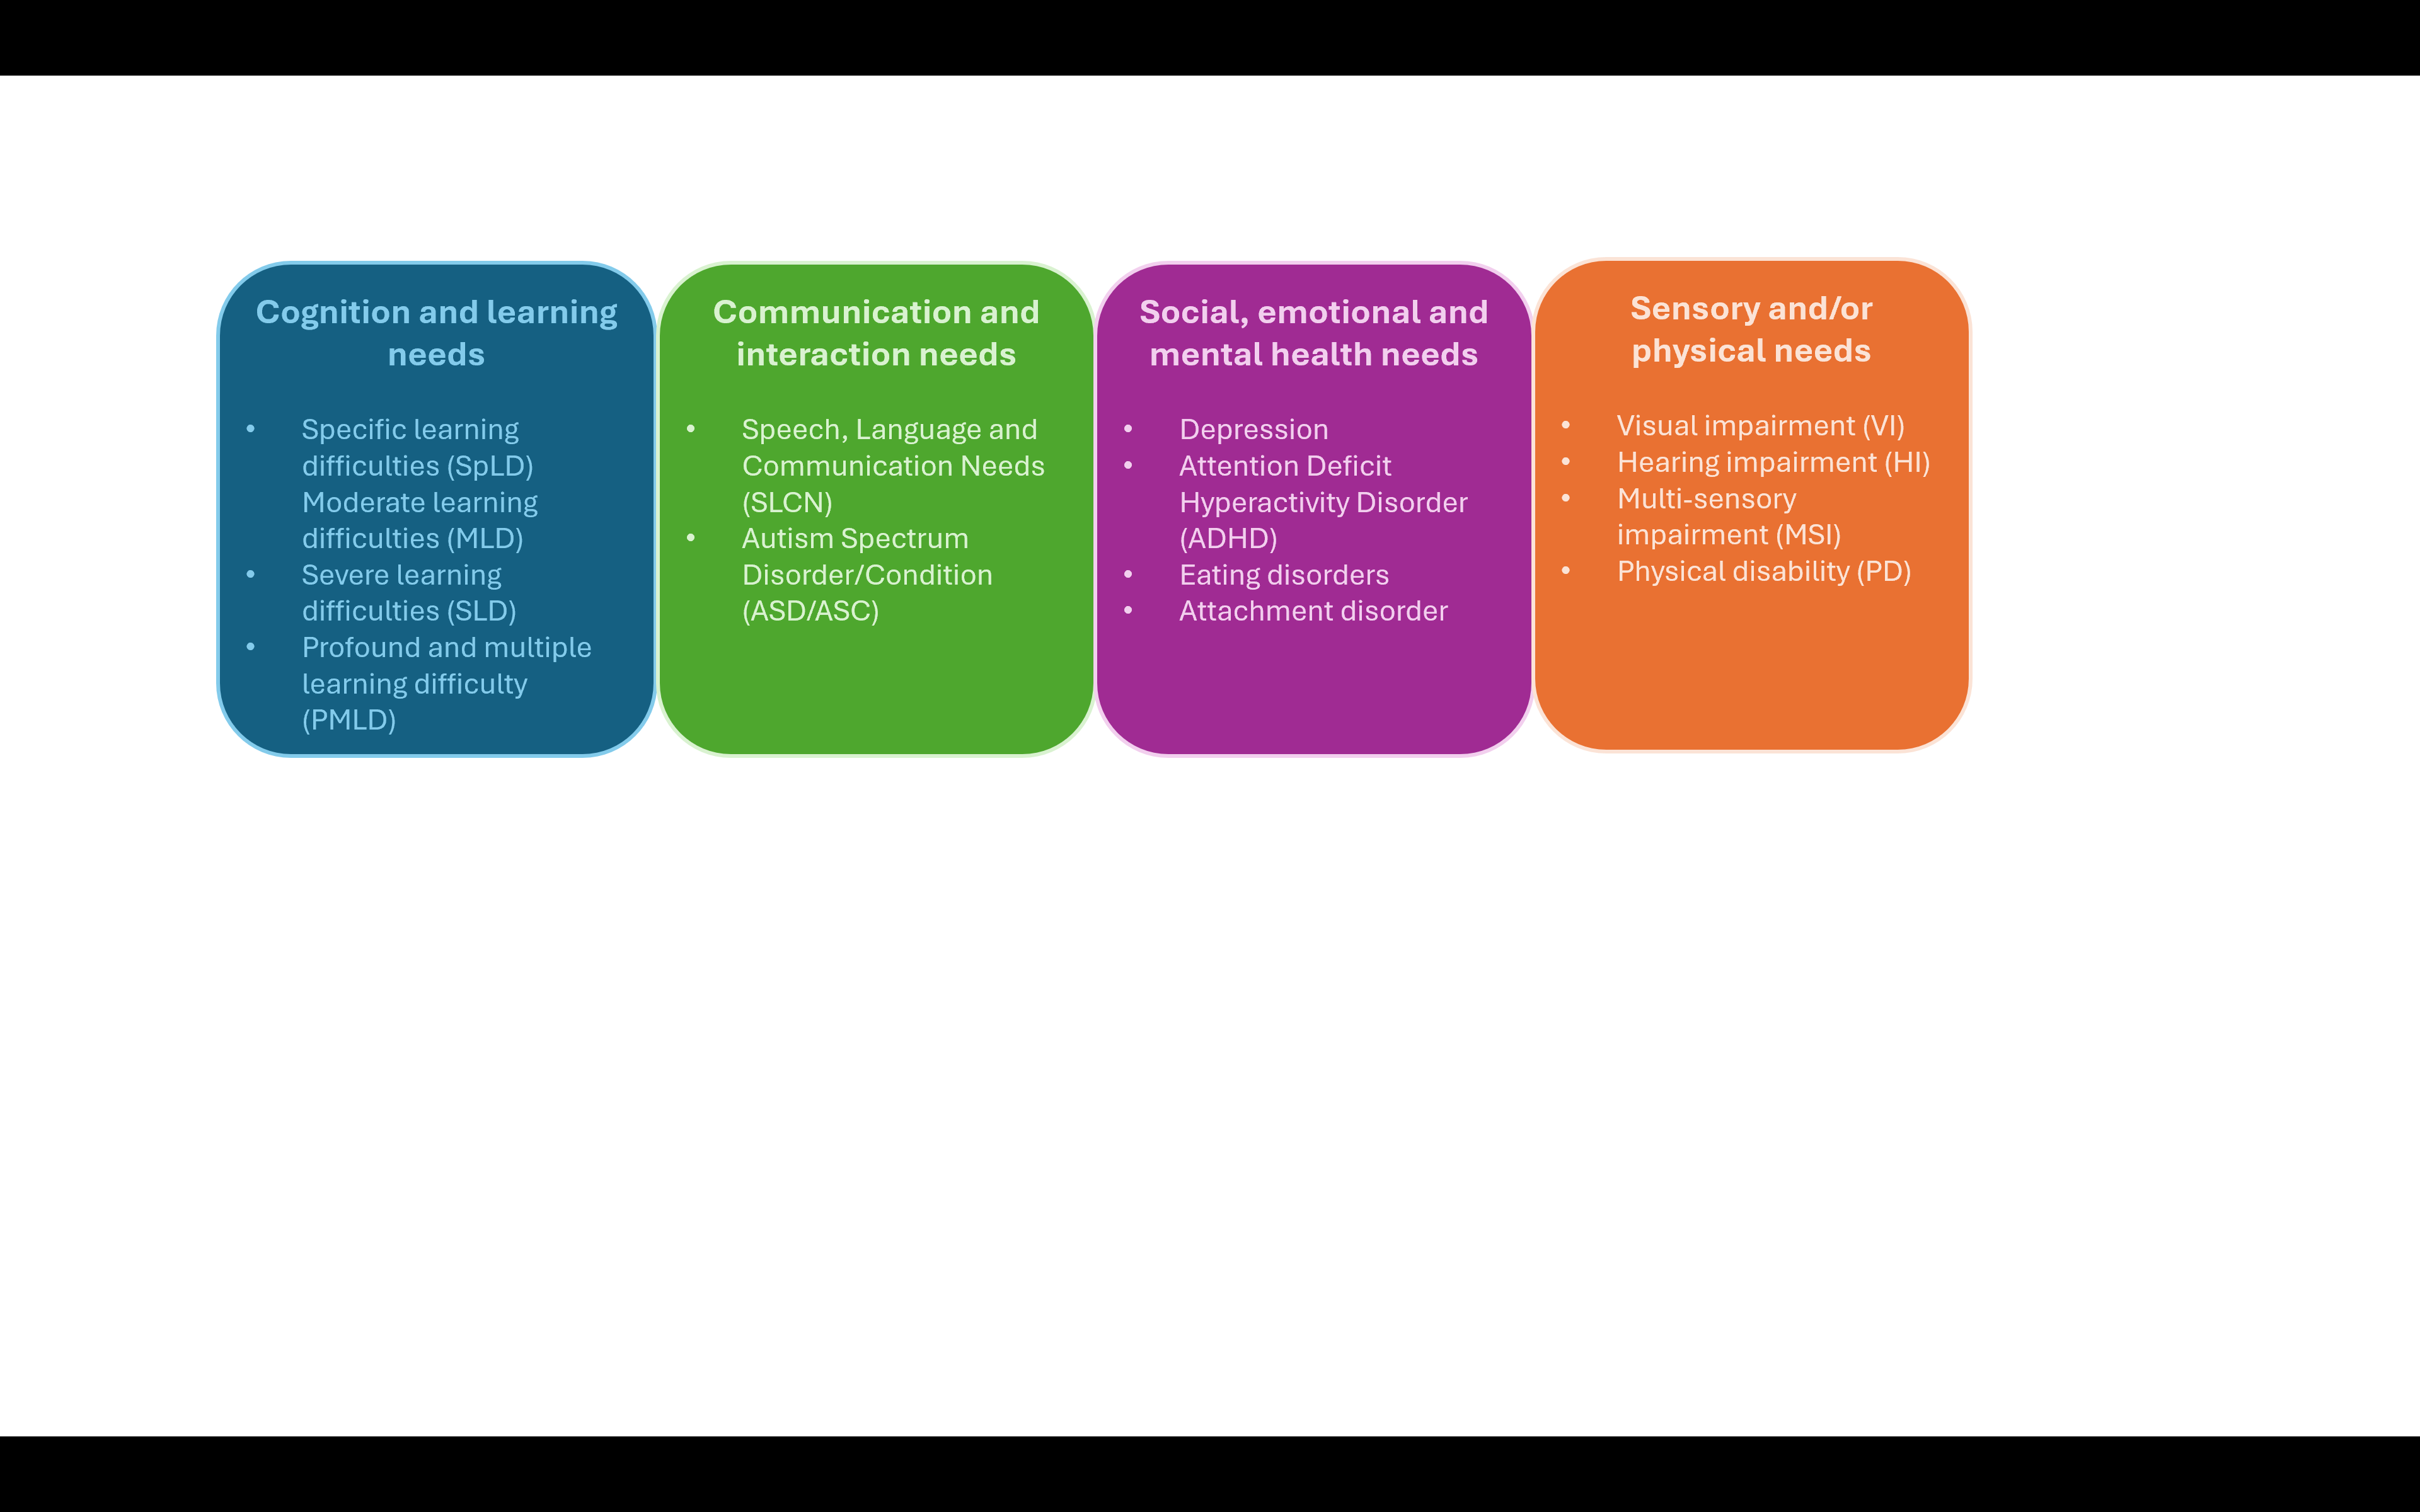 Cognition and learning
needs
• Specific learning
difficulties (SpLD)
Moderate learning
difficulties (MLD)
• Severe learning
difficulties (SLD)
• Profound and multiple
learning difficulty
(PMLD)
Communication and
interaction needs
• Speech, Language and
Communication Needs
(SLCN)
• Autism Spectrum
Disorder/Condition
(ASD/ASC)
Social, emotional and
mental health needs
• Depression
• Attention Deficit
Hyperactivity Disorder
(ADHD)
• Eating disorders
• Attachment disorder
Sensory and/or
physical needs
• Visual impairment (VI)
• Hearing impairment (HI)
• Multi-sensory
impairment (MSI)
• Physical disability (PD)